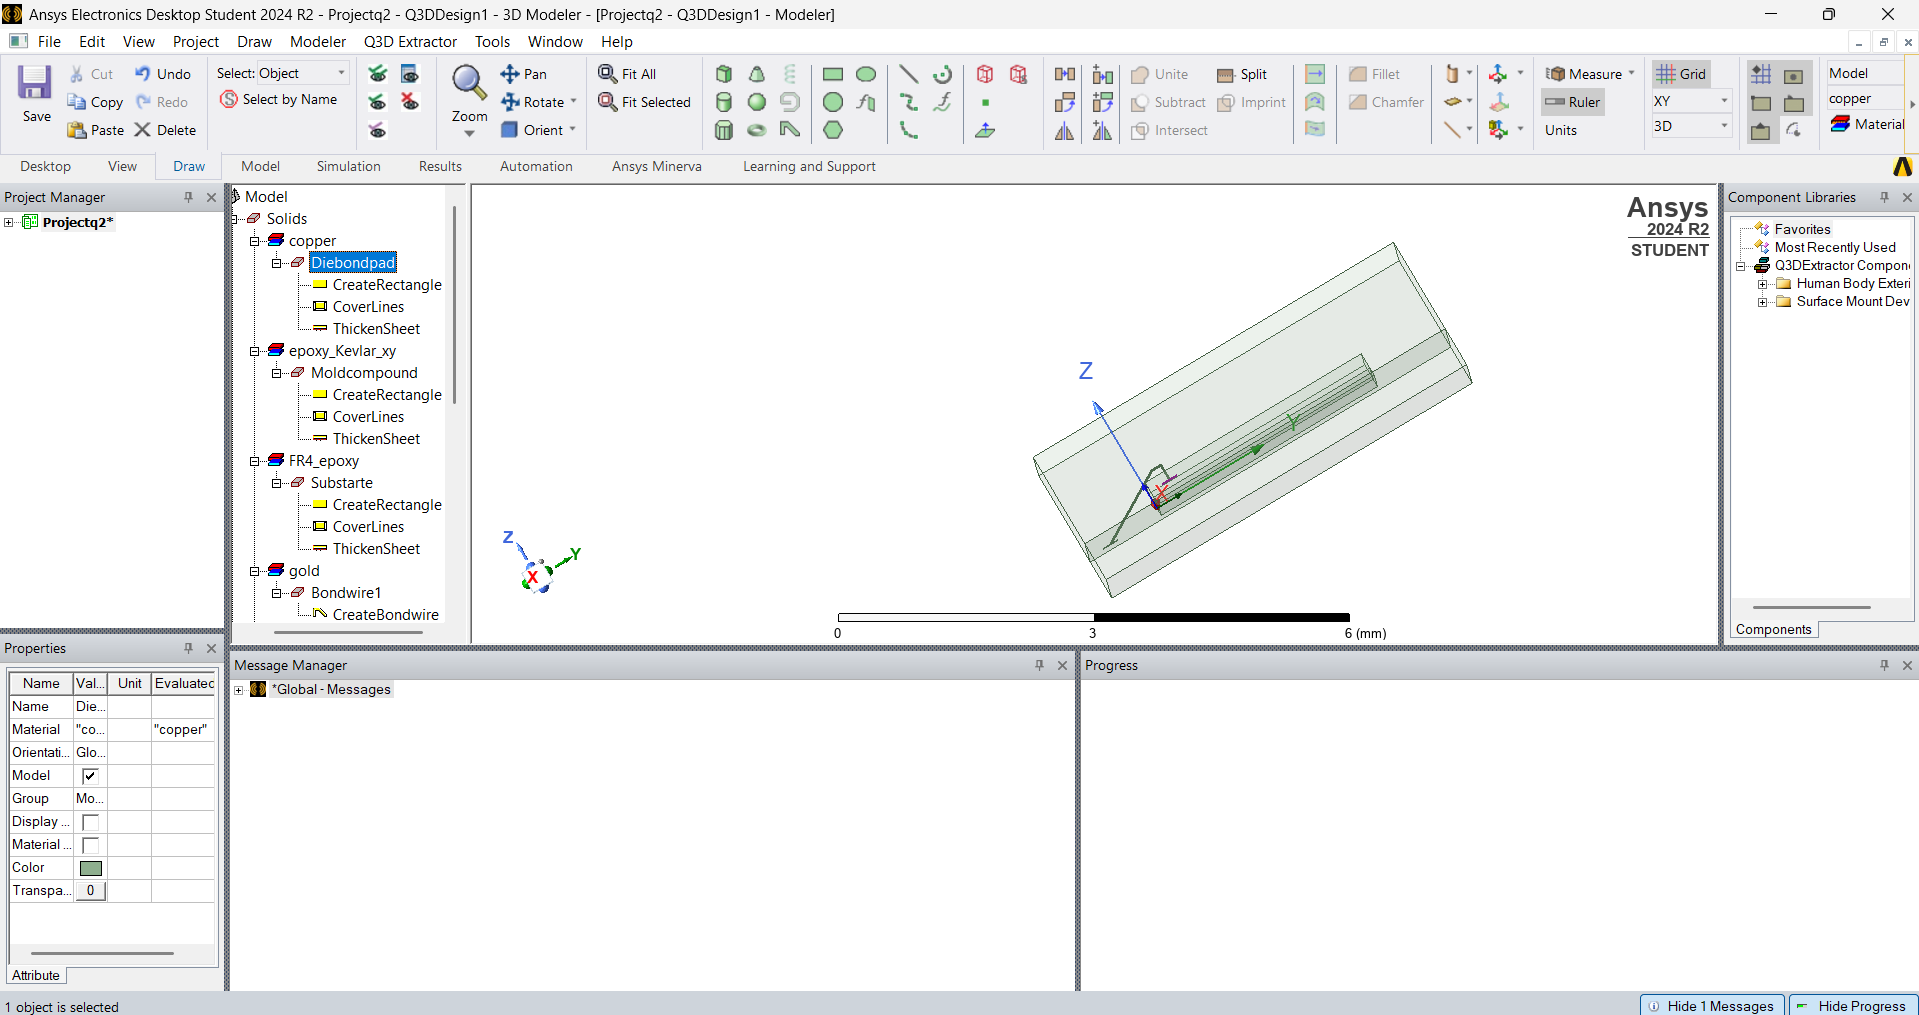 Ansys Electronics Desktop Student 2024 R2 - Projectq2 - Q3DDesign1 - 3D Modeler - [Projectq2 - Q3DDesign1 - Modeler]
File Edit View Project Draw Modeler Q3D Extractor Tools Window Help
Save
Cut
Copy
Paste
Undo
Redo
Delete
Select: Object
Select by Name
Zoom
Pan
Rotate
Orient
Fit All
Fit Selected
Unite
Subtract
Intersect
Split
Imprint
Fillet
Chamfer
Measure
Ruler
Units
Grid
XY
3D
Model
copper
Material
Desktop View Draw Model Simulation Results Automation Ansys Minerva Learning and Support
Project Manager
Projectq2*
Model
Solids
copper
Diebondpad
CreateRectangle
CoverLines
ThickenSheet
epoxy_Kevlar_xy
Moldcompound
CreateRectangle
CoverLines
ThickenSheet
FR4_epoxy
Substarte
CreateRectangle
CoverLines
ThickenSheet
gold
Bondwire1
CreateBondwire
Ansys
2024 R2
STUDENT
Z
Y
X
Z
Y
X
0 3 6 (mm)
Component Libraries
Favorites
Most Recently Used
Q3DExtractor Compon
Human Body Exteri
Surface Mount Dev
Components
Properties
Name Val... Unit Evaluated
Name Die...
Material "co... "copper"
Orientati... Glo...
Model
Group Mo...
Display ...
Material ...
Color
Transpa... 0
Attribute
Message Manager
*Global - Messages
Progress
1 object is selected
Hide 1 Messages
Hide Progress